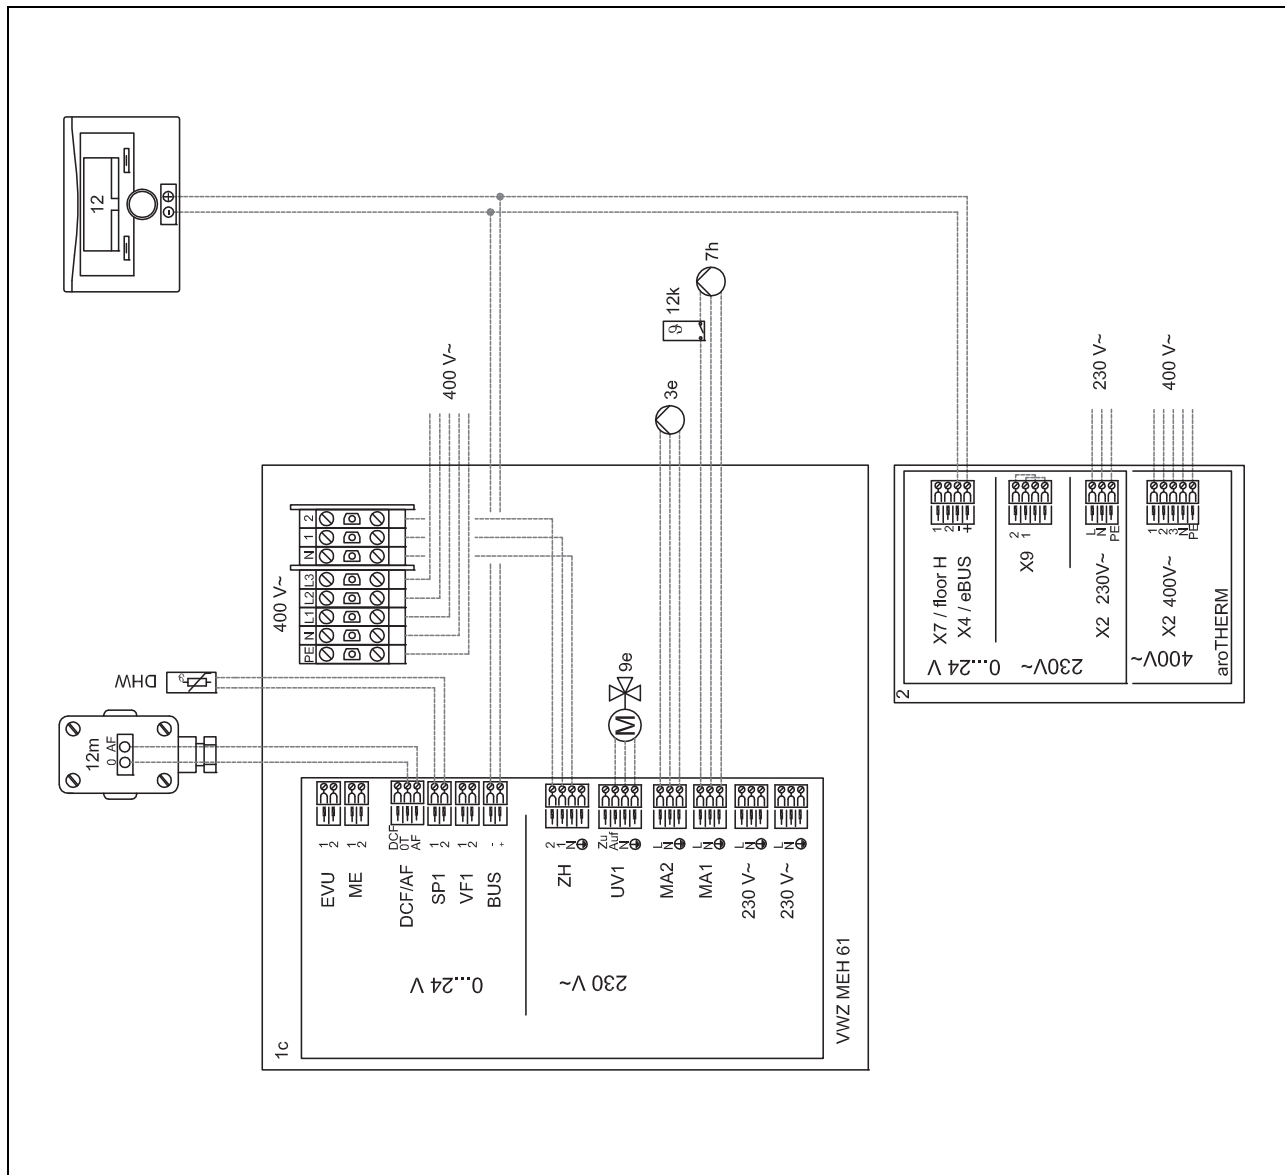 12
+
-
7h
12k
ϑ
3e
400 V~
230 V~
400 V~
400 V~
PE
N
L1
L2
L3
N
1
2
DHW
ϑ
12m
0 AF
M
9e
1c
EVU
1
2
ME
1
2
DCF/AF
DCF
0T
AF
SP1
1
2
VF1
1
2
BUS
-
+
ZH
2
1
N
UV1
Zu
Auf
N
MA2
L
N
MA1
L
N
230 V~
L
N
230 V~
L
N
0...24 V
230 V~
VWZ MEH 61
2
X7 / floor H
X4 / eBUS
1
2
-
+
X9
2
1
X2 230V~
L
N
PE
X2 400V~
1
2
3
N
PE
0...24 V
230V~
400V~
aroTHERM